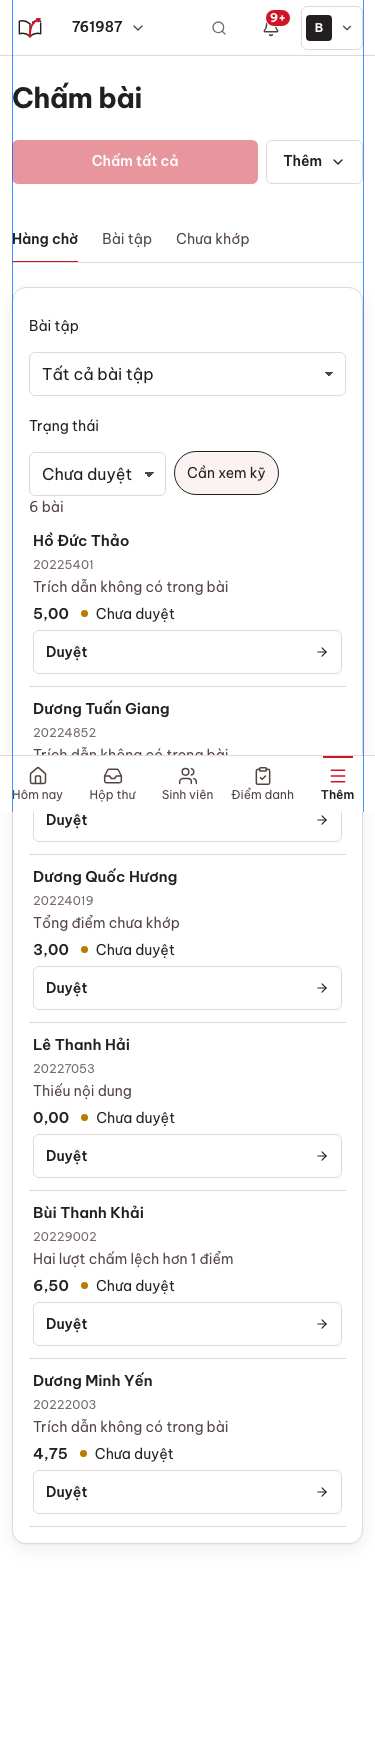 761987
9+
B
Chấm bài
Chấm tất cả
Thêm
Hàng chờ
Bài tập
Chưa khớp
Bài tập
Tất cả bài tập
Trạng thái
Chưa duyệt
Cần xem kỹ
6 bài
Hồ Đức Thảo
20225401
Trích dẫn không có trong bài
5,00 Chưa duyệt
Duyệt
Dương Tuấn Giang
20224852
Trích dẫn không có trong bài
Hôm nay
Hộp thư
Sinh viên
Điểm danh
Thêm
Duyệt
Dương Quốc Hương
20224019
Tổng điểm chưa khớp
3,00 Chưa duyệt
Duyệt
Lê Thanh Hải
20227053
Thiếu nội dung
0,00 Chưa duyệt
Duyệt
Bùi Thanh Khải
20229002
Hai lượt chấm lệch hơn 1 điểm
6,50 Chưa duyệt
Duyệt
Dương Minh Yến
20222003
Trích dẫn không có trong bài
4,75 Chưa duyệt
Duyệt